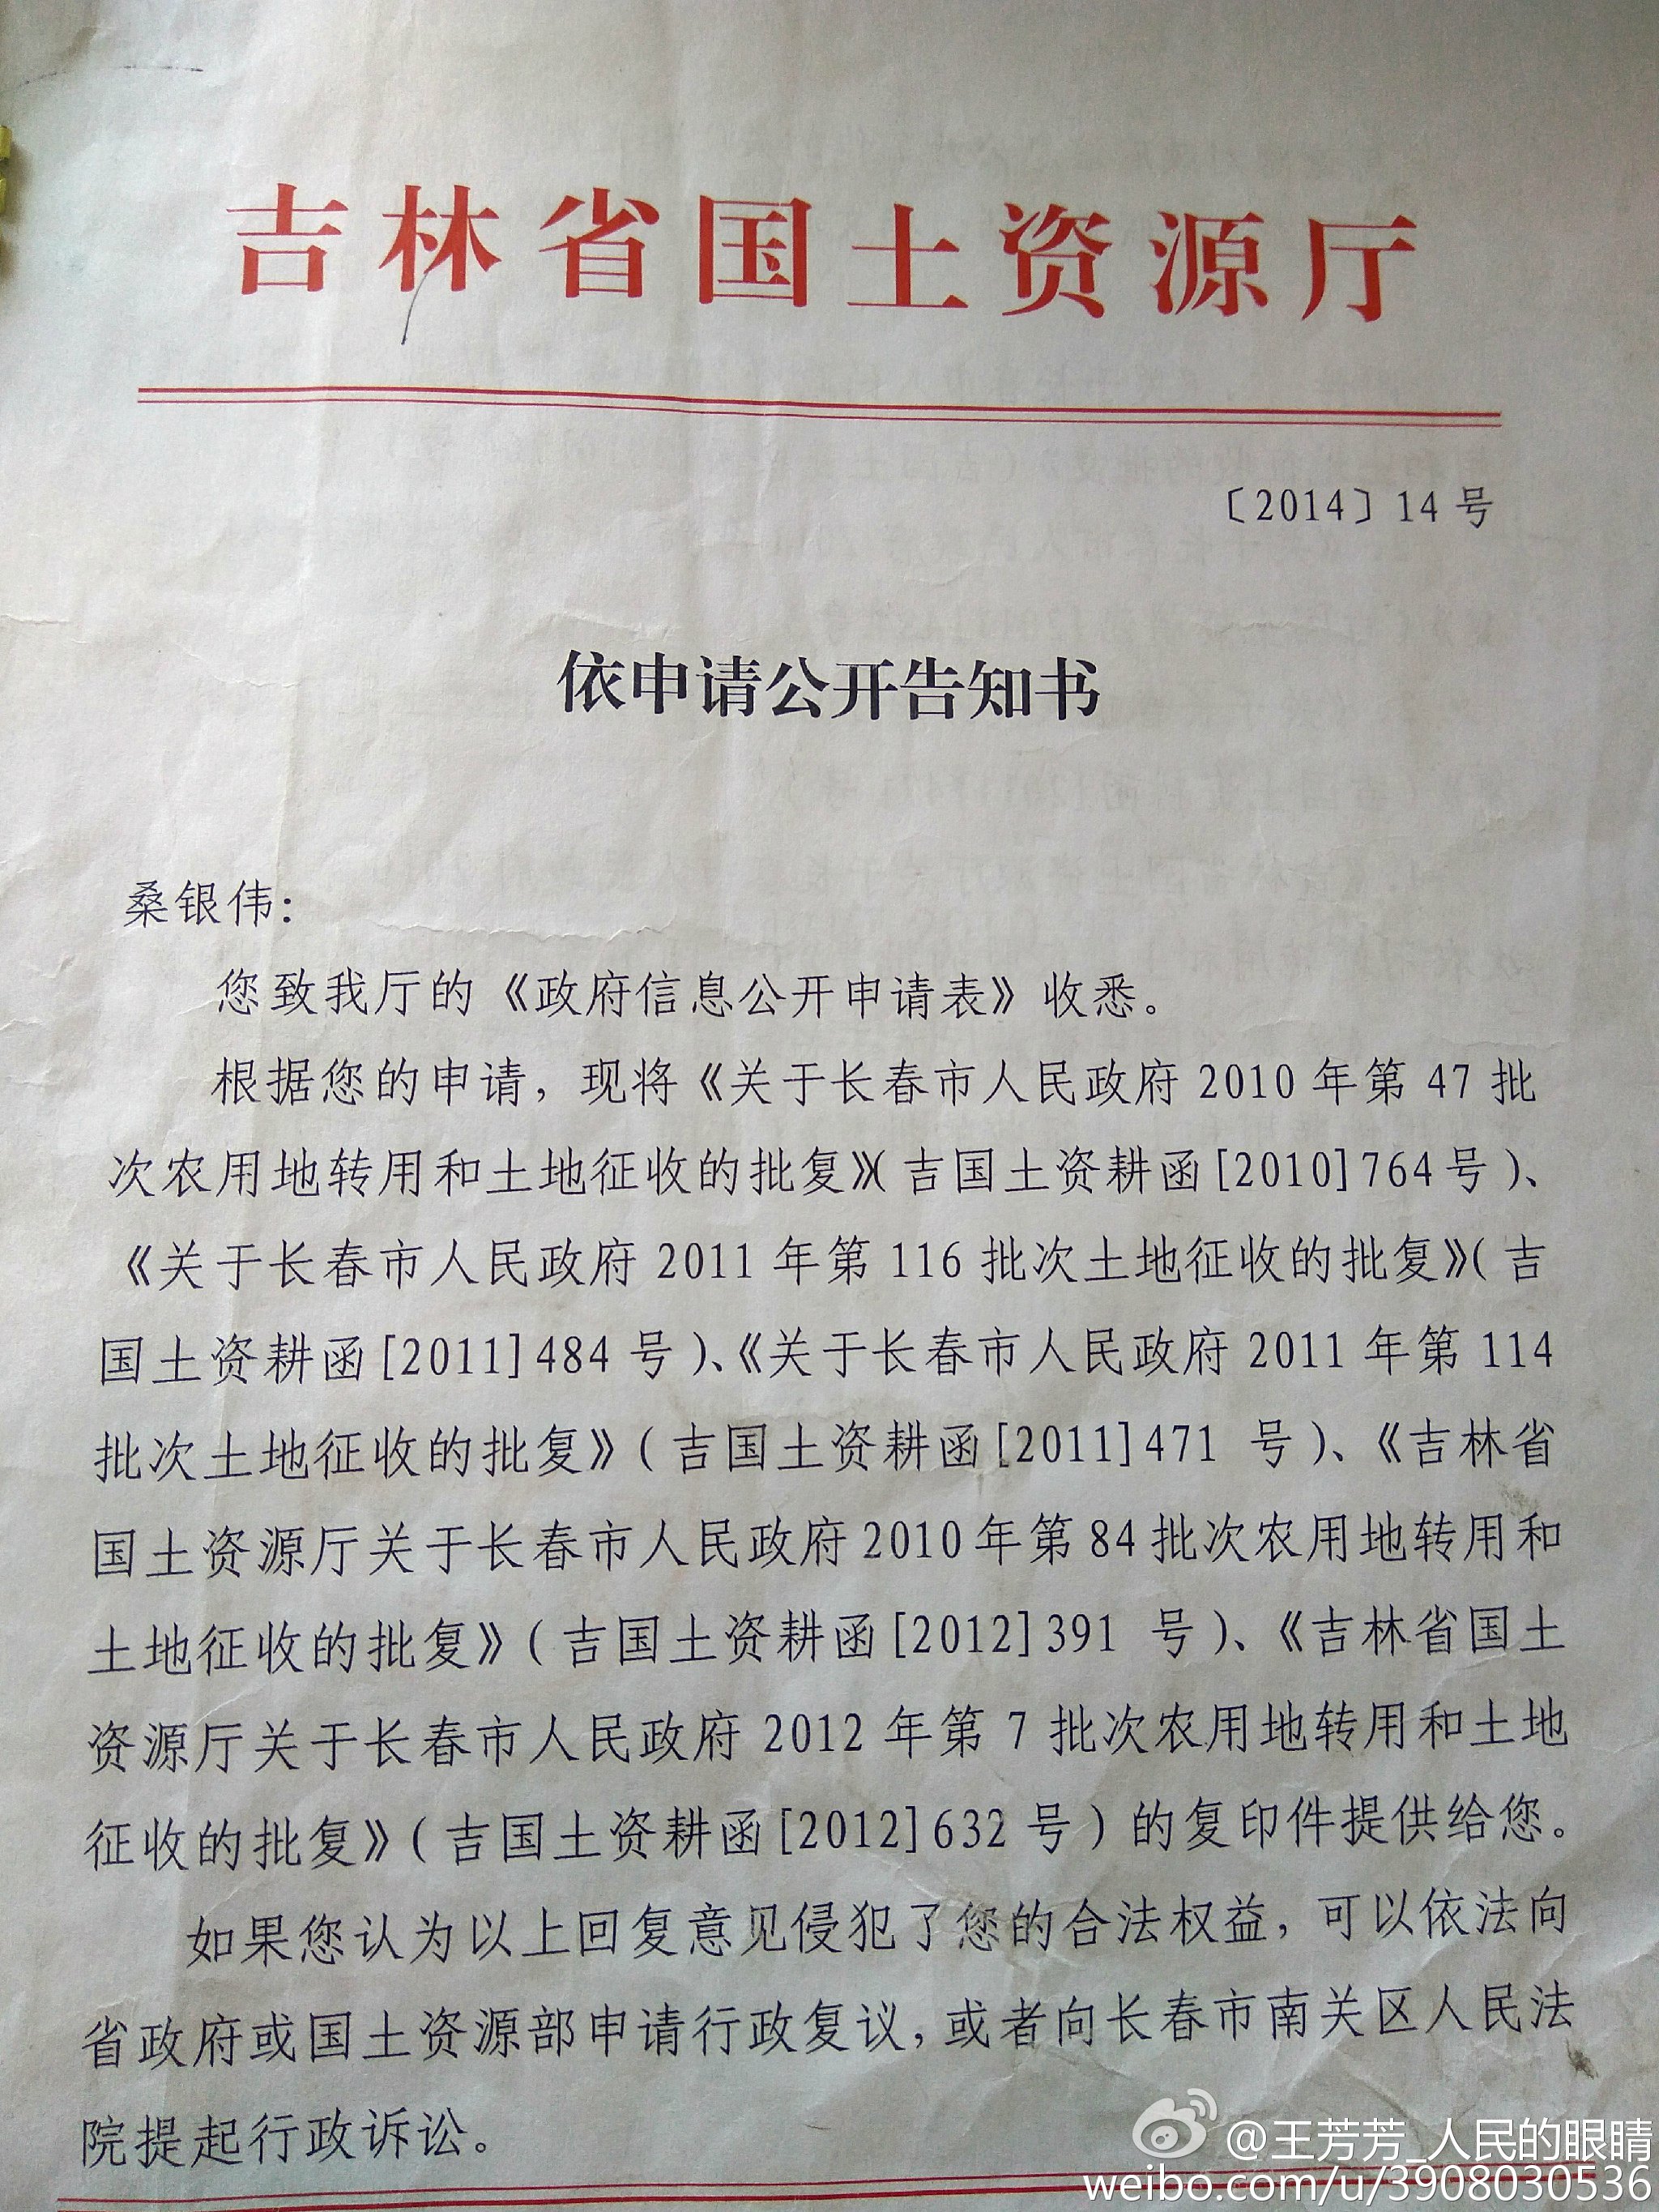 吉林省国土资源厅
〔2014〕14号
依申请公开告知书
桑银伟：
您致我厅的《政府信息公开申请表》收悉。
根据您的申请，现将《关于长春市人民政府2010年第47批
次农用地转用和土地征收的批复》（吉国土资耕函[2010]764号）、
《关于长春市人民政府2011年第116批次土地征收的批复》（吉
国土资耕函[2011]484号）、《关于长春市人民政府2011年第114
批次土地征收的批复》（吉国土资耕函[2011]471号）、《吉林省
国土资源厅关于长春市人民政府2010年第84批次农用地转用和
土地征收的批复》（吉国土资耕函[2012]391号）、《吉林省国土
资源厅关于长春市人民政府2012年第7批次农用地转用和土地
征收的批复》（吉国土资耕函[2012]632号）的复印件提供给您。
如果您认为以上回复意见侵犯了您的合法权益，可以依法向
省政府或国土资源部申请行政复议，或者向长春市南关区人民法
院提起行政诉讼。
@王芳芳_人民的眼睛
weibo.com/u/3908030536